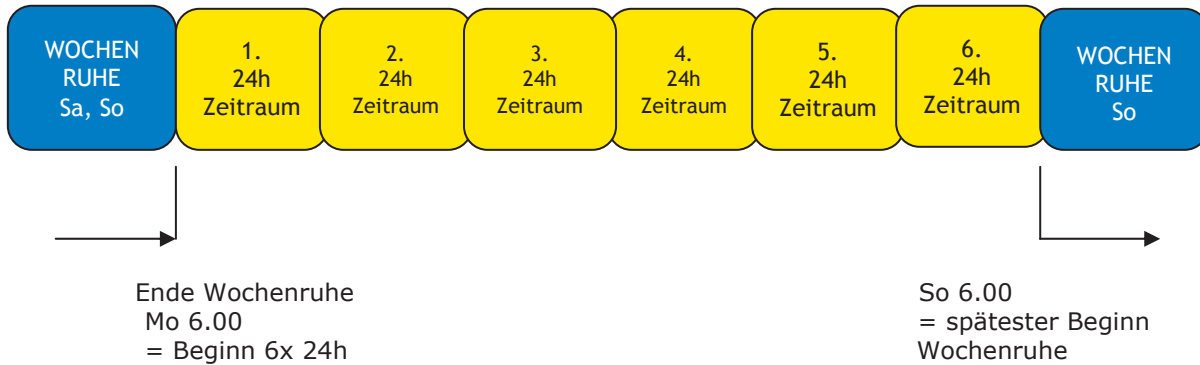 WOCHEN
RUHE
Sa, So
1.
24h
Zeitraum
2.
24h
Zeitraum
3.
24h
Zeitraum
4.
24h
Zeitraum
5.
24h
Zeitraum
6.
24h
Zeitraum
WOCHEN
RUHE
So
Ende Wochenruhe
Mo 6.00
= Beginn 6x 24h
So 6.00
= spätester Beginn
Wochenruhe